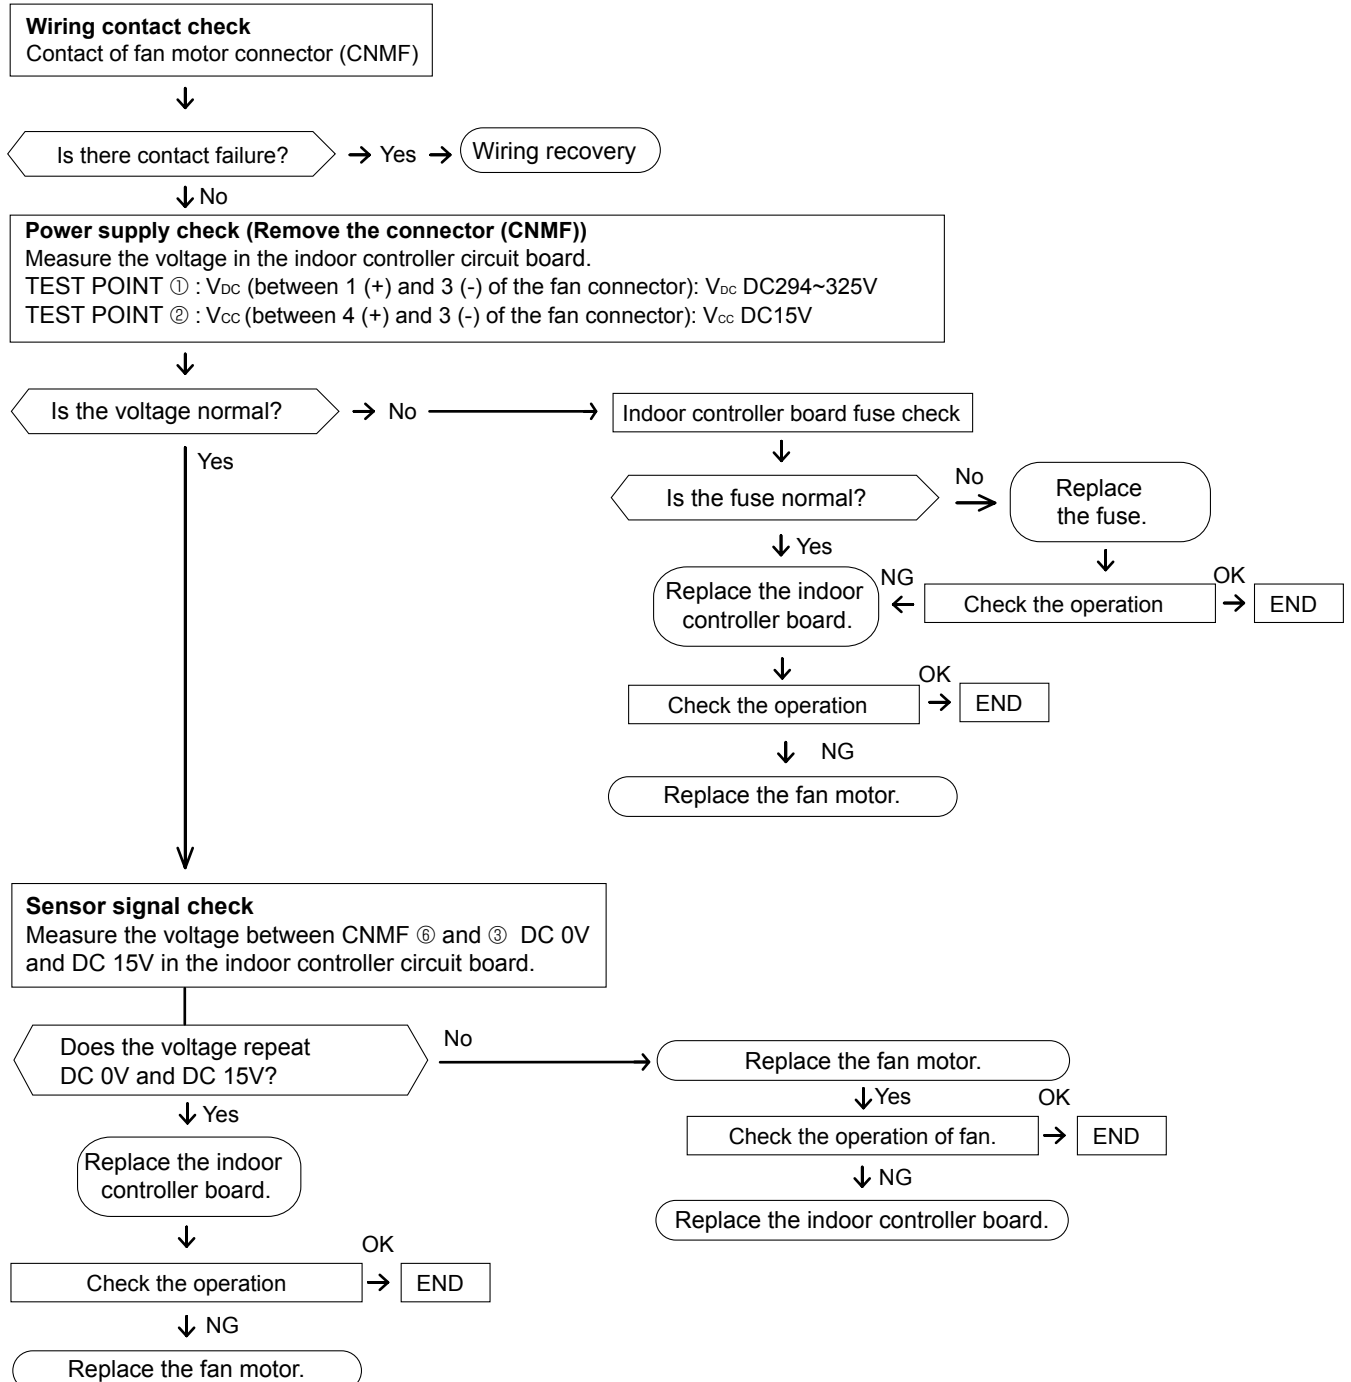 Wiring contact check
Contact of fan motor connector (CNMF)
Is there contact failure?
Yes
Wiring recovery
No
Power supply check (Remove the connector (CNMF))
Measure the voltage in the indoor controller circuit board.
TEST POINT ① : VDC (between 1 (+) and 3 (-) of the fan connector): VDC DC294~325V
TEST POINT ② : VCC (between 4 (+) and 3 (-) of the fan connector): VCC DC15V
Is the voltage normal?
No
Indoor controller board fuse check
Yes
Is the fuse normal?
No
Replace
the fuse.
Yes
Replace the indoor
controller board.
NG
Check the operation
OK
END
Check the operation
OK
END
NG
Replace the fan motor.
Sensor signal check
Measure the voltage between CNMF ⑥ and ③ DC 0V
and DC 15V in the indoor controller circuit board.
Does the voltage repeat
DC 0V and DC 15V?
No
Replace the fan motor.
Yes
Check the operation of fan.
OK
END
NG
Replace the indoor controller board.
Yes
Replace the indoor
controller board.
Check the operation
OK
END
NG
Replace the fan motor.